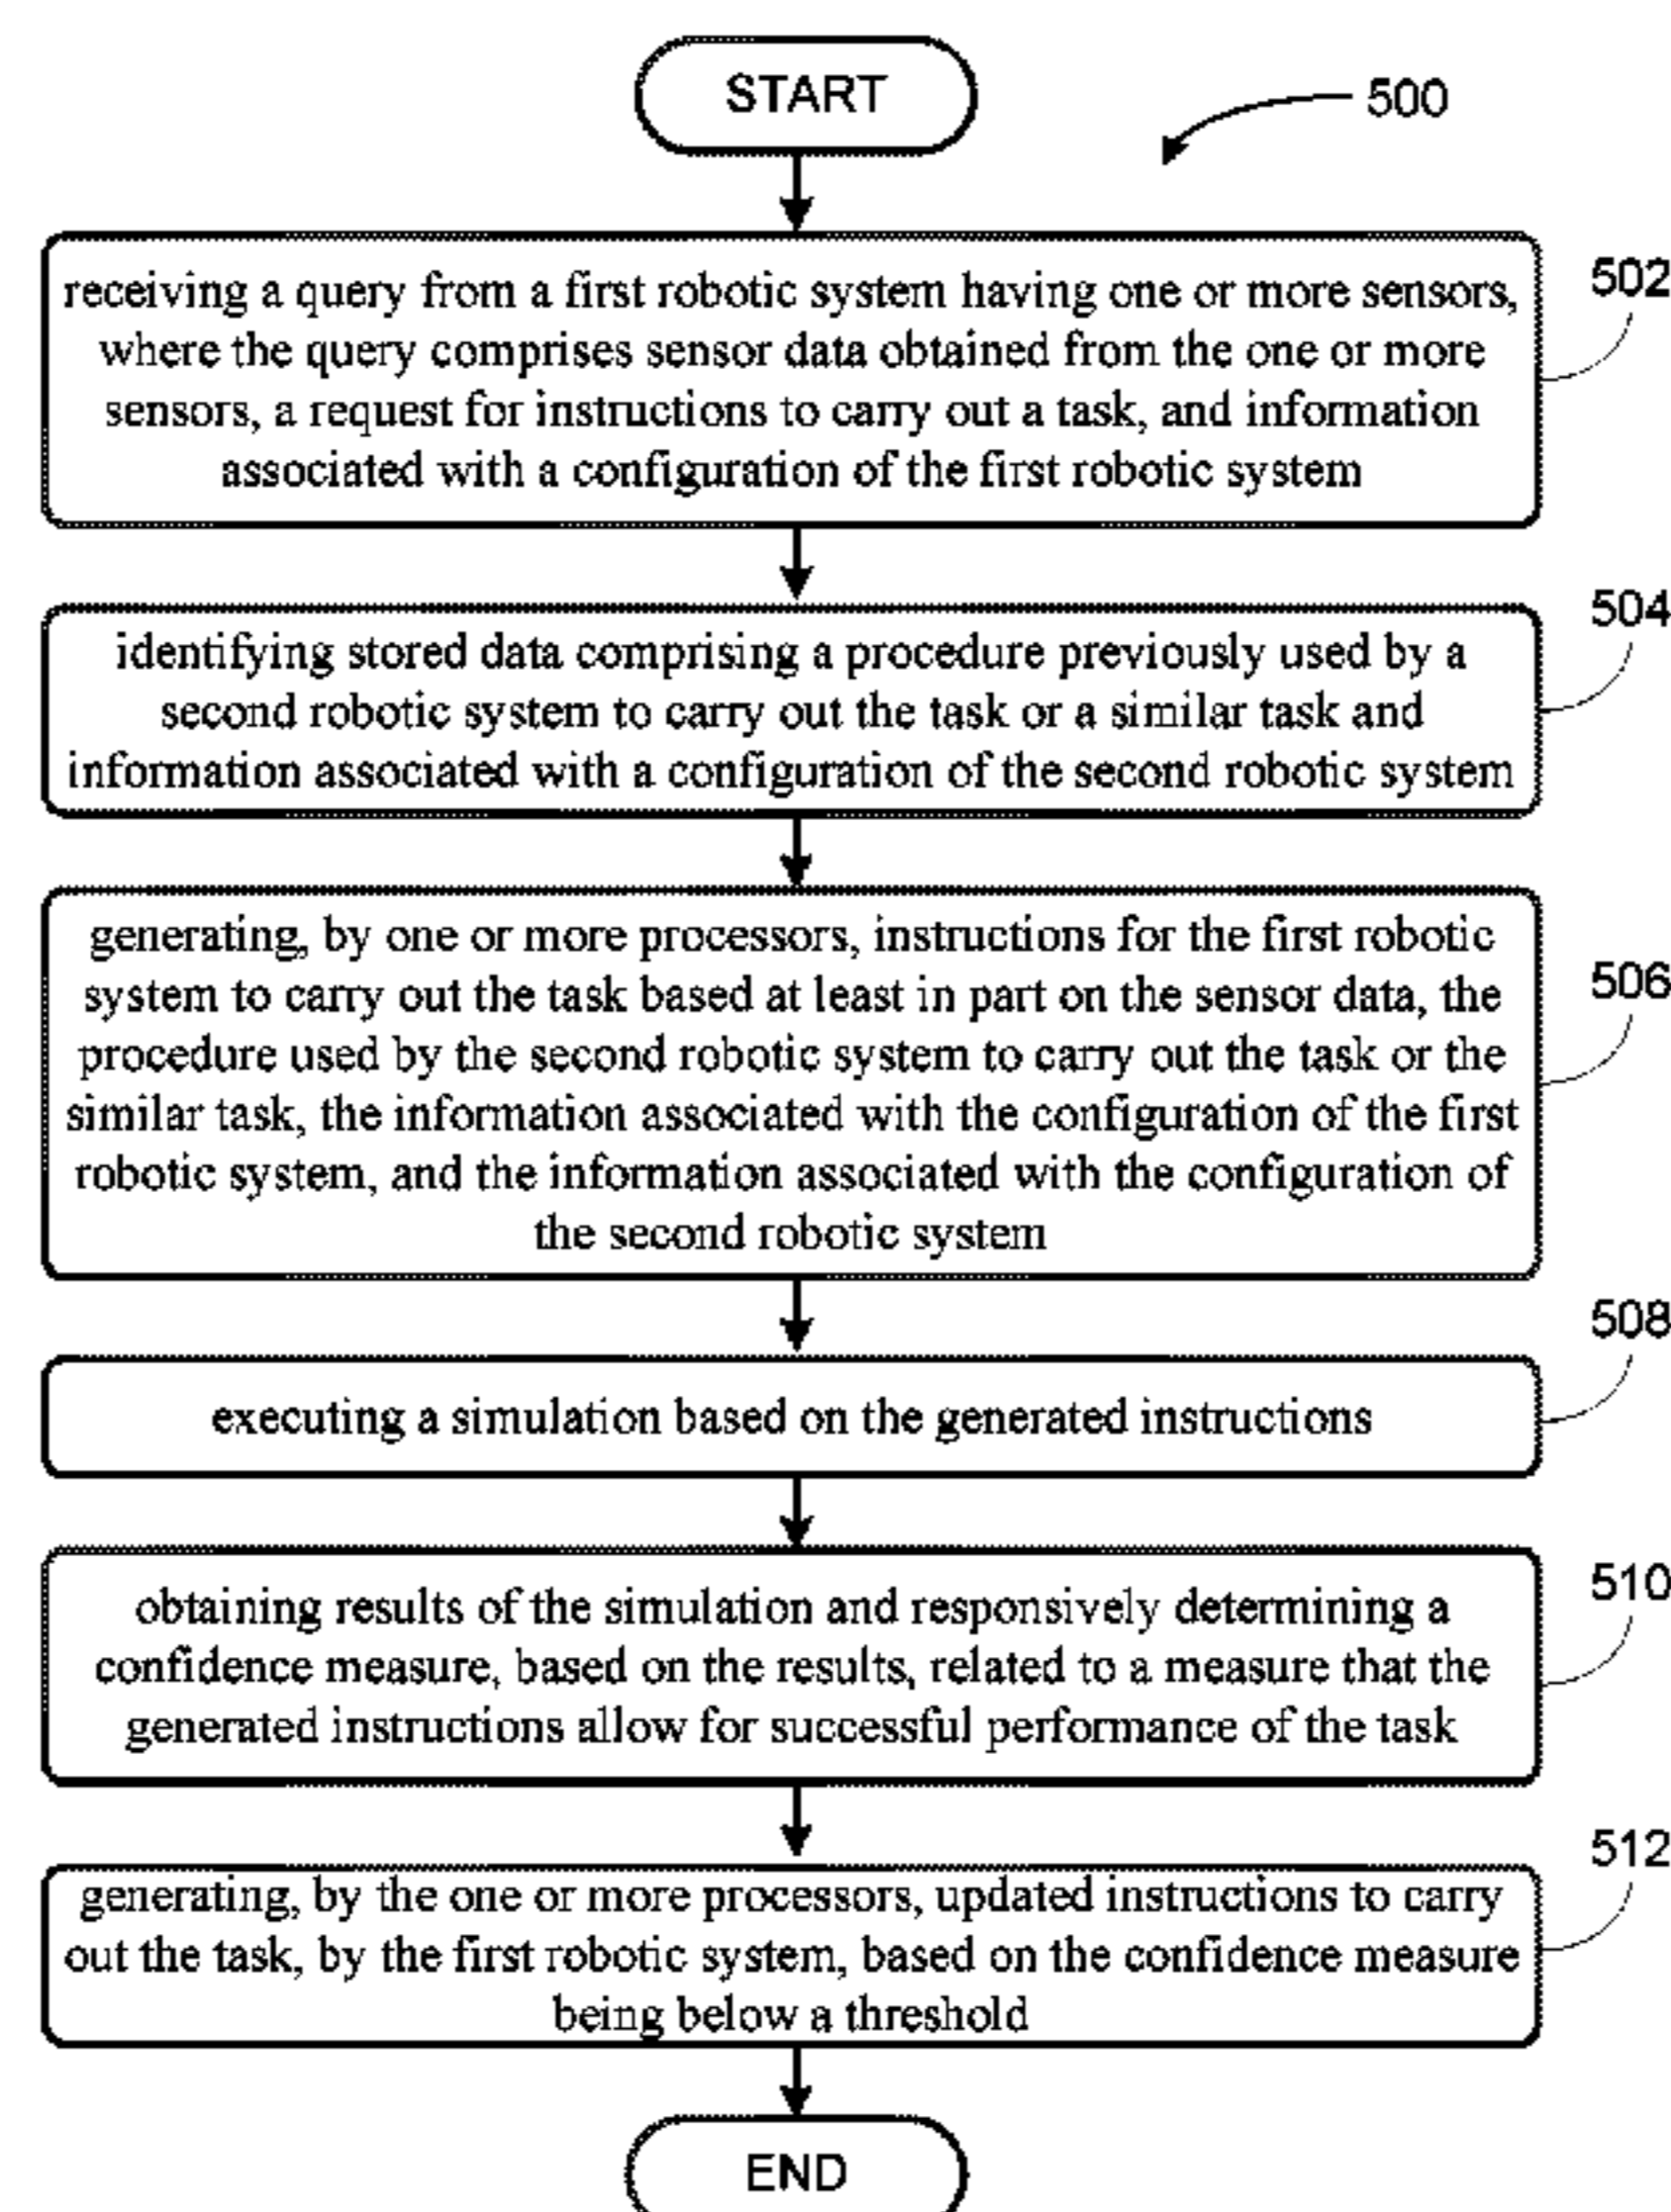 START
500
receiving a query from a first robotic system having one or more sensors,
where the query comprises sensor data obtained from the one or more
sensors, a request for instructions to carry out a task, and information
associated with a configuration of the first robotic system
502
identifying stored data comprising a procedure previously used by a
second robotic system to carry out the task or a similar task and
information associated with a configuration of the second robotic system
504
generating, by one or more processors, instructions for the first robotic
system to carry out the task based at least in part on the sensor data, the
procedure used by the second robotic system to carry out the task or the
similar task, the information associated with the configuration of the first
robotic system, and the information associated with the configuration of
the second robotic system
506
executing a simulation based on the generated instructions
508
obtaining results of the simulation and responsively determining a
confidence measure, based on the results, related to a measure that the
generated instructions allow for successful performance of the task
510
generating, by the one or more processors, updated instructions to carry
out the task, by the first robotic system, based on the confidence measure
being below a threshold
512
END